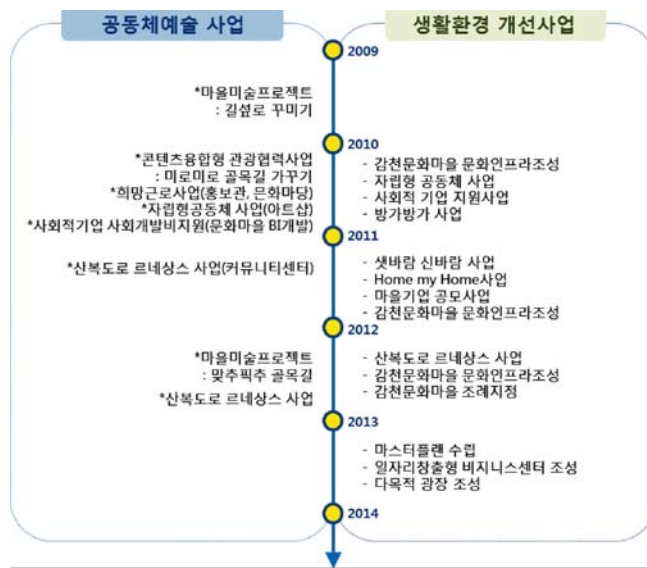 공동체예술 사업
생활환경 개선사업
2009
*마을미술프로젝트
: 길섶로 꾸미기
2010
*콘텐츠융합형 관광협력사업
: 미로미로 골목길 가꾸기
*희망근로사업(홍보관, 은화마당)
*자립형공동체 사업(아트샵)
*사회적기업 사회개발비지원(문화마을 BI개발)
- 감천문화마을 문화인프라조성
- 자립형 공동체 사업
- 사회적 기업 지원사업
- 방가방가 사업
2011
*산복도로 르네상스 사업(커뮤니티센터)
- 샛바람 신바람 사업
- Home my Home사업
- 마을기업 공모사업
- 감천문화마을 문화인프라조성
2012
*마을미술프로젝트
: 맞추픽추 골목길
*산복도로 르네상스 사업
- 산복도로 르네상스 사업
- 감천문화마을 문화인프라조성
- 감천문화마을 조례지정
2013
- 마스터플랜 수립
- 일자리창출형 비지니스센터 조성
- 다목적 광장 조성
2014